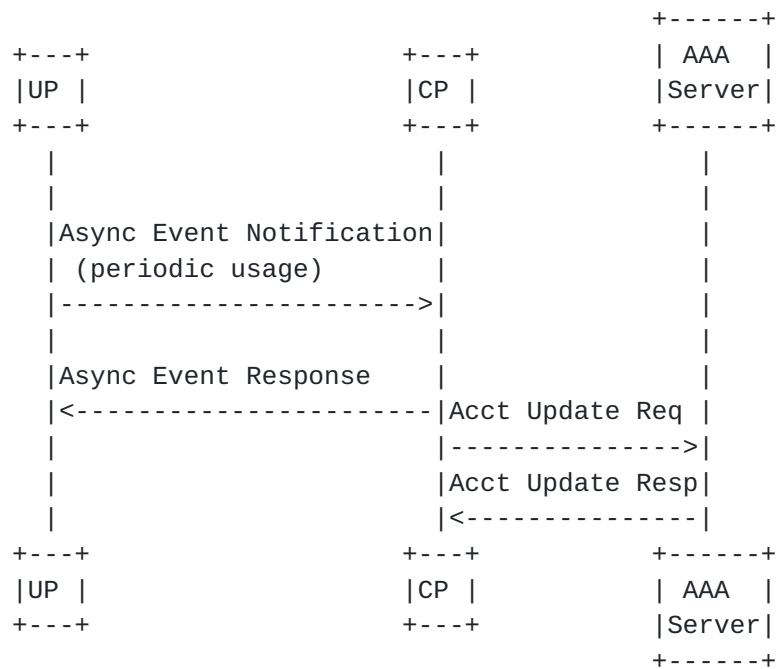 +------+
+---+                    +---+           | AAA  |
|UP |                    |CP |           |Server|
+---+                    +---+           +------+
  |                        |                |
  |                        |                |
  |Async Event Notification|                |
  | (periodic usage)       |                |
  |----------------------->|                |
  |                        |                |
  |Async Event Response    |                |
  |<-----------------------|Acct Update Req |
  |                        |--------------->|
  |                        |Acct Update Resp|
  |                        |<---------------|
+---+                    +---+           +------+
|UP |                    |CP |           | AAA  |
+---+                    +---+           |Server|
                                         +------+